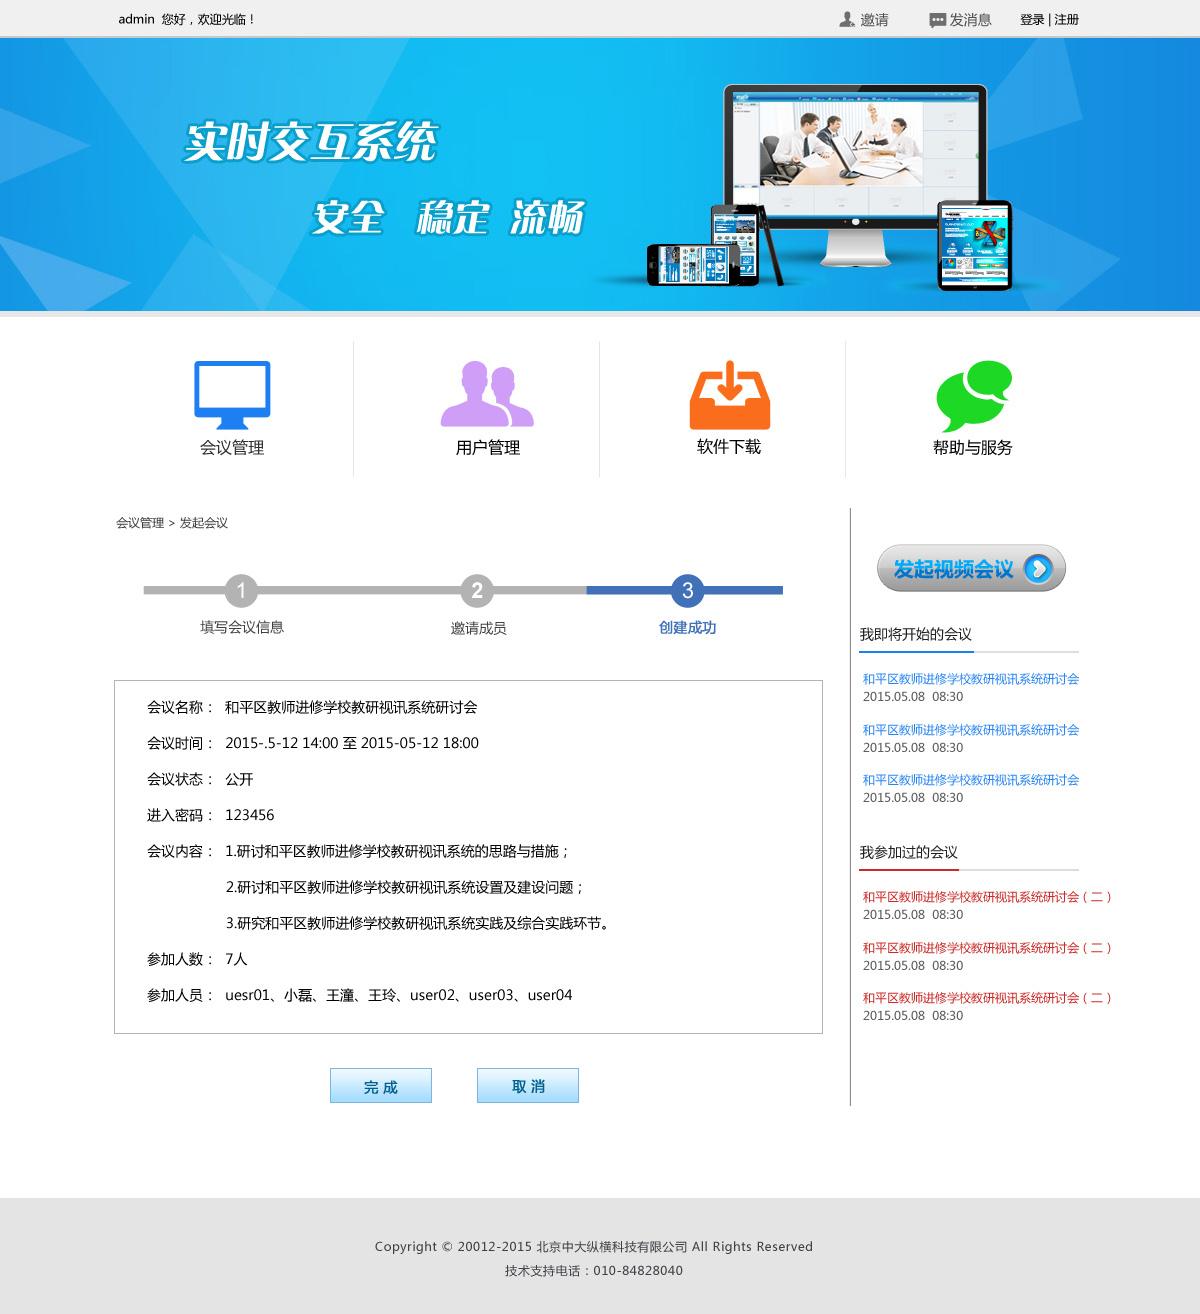 admin 您好，欢迎光临！
邀请 发消息 登录 | 注册
实时交互系统
安全 稳定 流畅
会议管理 用户管理 软件下载 帮助与服务
会议管理 > 发起会议
1 2 3
填写会议信息 邀请成员 创建成功
会议名称： 和平区教师进修学校教研视讯系统研讨会
会议时间： 2015-.5-12 14:00 至 2015-05-12 18:00
会议状态： 公开
进入密码： 123456
会议内容： 1.研讨和平区教师进修学校教研视讯系统的思路与措施；
2.研讨和平区教师进修学校教研视讯系统设置及建设问题；
3.研究和平区教师进修学校教研视讯系统实践及综合实践环节。
参加人数： 7人
参加人员： uesr01、小磊、王潼、王玲、user02、user03、user04
完 成 取 消
发起视频会议
我即将开始的会议
和平区教师进修学校教研视讯系统研讨会
2015.05.08 08:30
和平区教师进修学校教研视讯系统研讨会
2015.05.08 08:30
和平区教师进修学校教研视讯系统研讨会
2015.05.08 08:30
我参加过的会议
和平区教师进修学校教研视讯系统研讨会（二）
2015.05.08 08:30
和平区教师进修学校教研视讯系统研讨会（二）
2015.05.08 08:30
和平区教师进修学校教研视讯系统研讨会（二）
2015.05.08 08:30
Copyright © 20012-2015 北京中大纵横科技有限公司 All Rights Reserved
技术支持电话：010-84828040